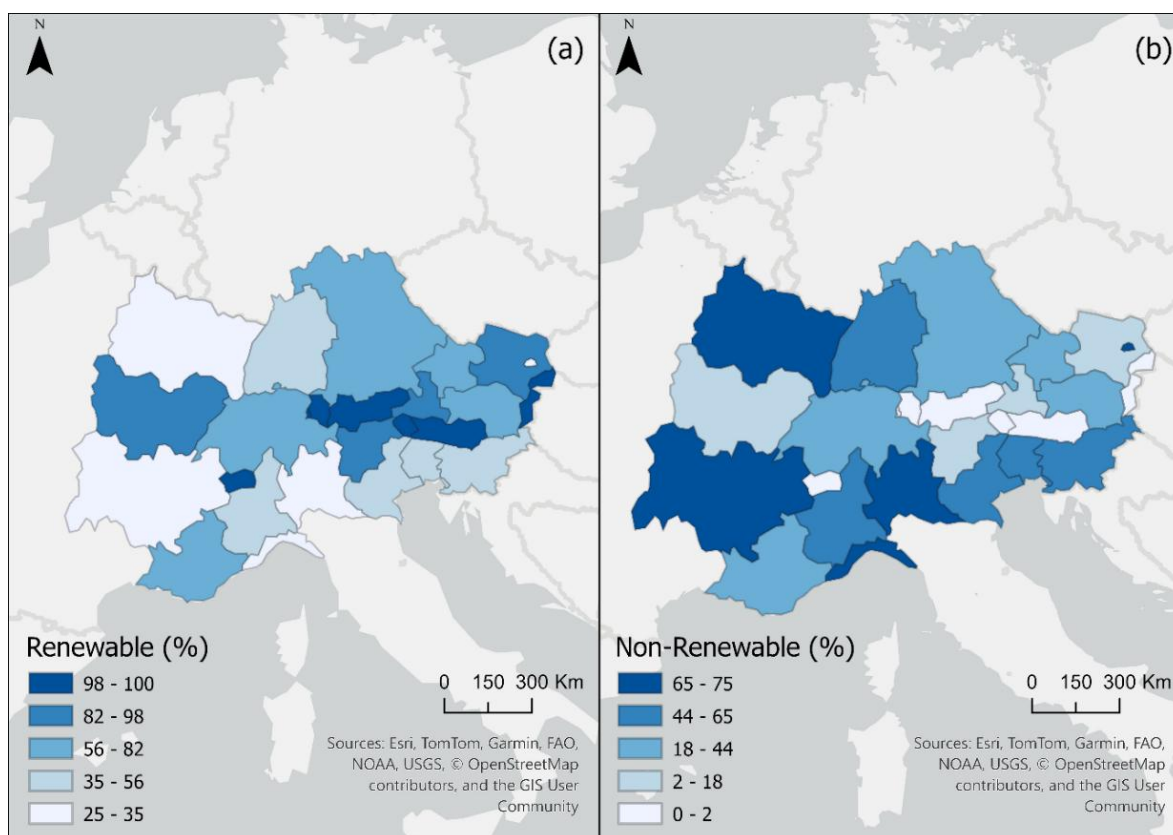 N
(a)
Renewable (%)
98 - 100
82 - 98
56 - 82
35 - 56
25 - 35
0 150 300 Km
Sources: Esri, TomTom, Garmin, FAO,
NOAA, USGS, © OpenStreetMap
contributors, and the GIS User
Community
N
(b)
Non-Renewable (%)
65 - 75
44 - 65
18 - 44
2 - 18
0 - 2
0 150 300 Km
Sources: Esri, TomTom, Garmin, FAO,
NOAA, USGS, © OpenStreetMap
contributors, and the GIS User
Community